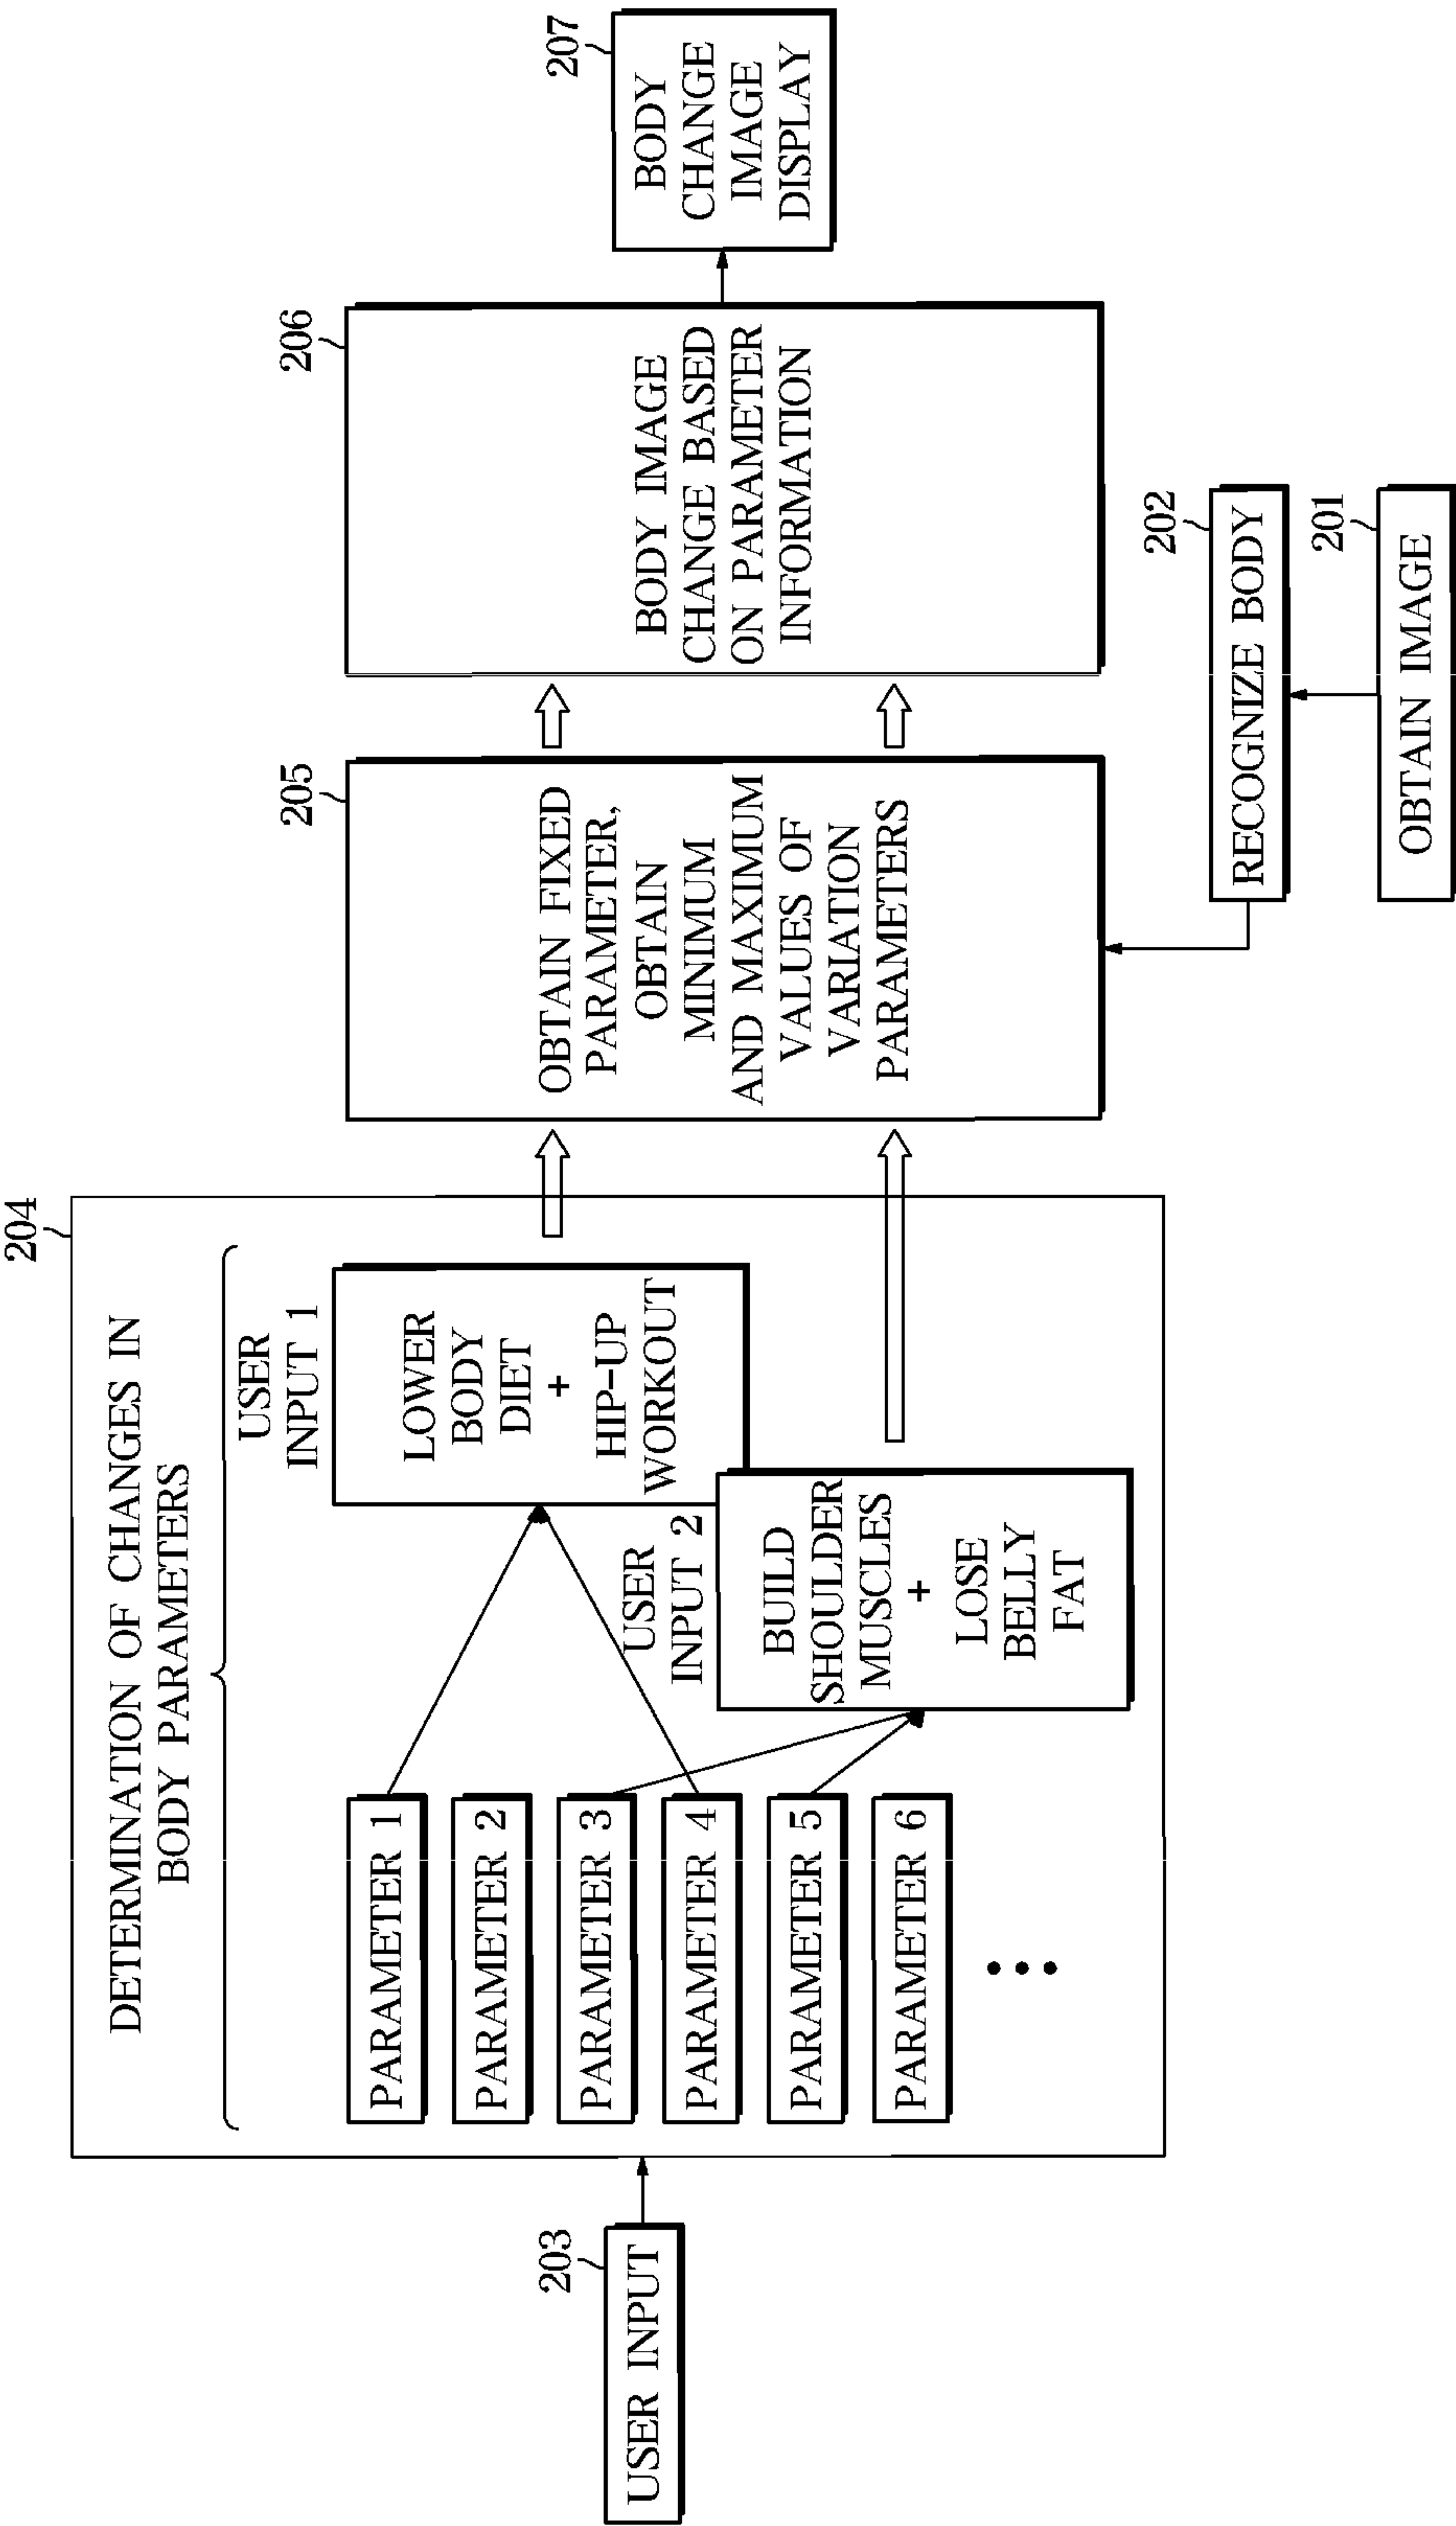 204
DETERMINATION OF CHANGES IN
BODY PARAMETERS
203
USER INPUT
PARAMETER 1
PARAMETER 2
PARAMETER 3
PARAMETER 4
PARAMETER 5
PARAMETER 6
USER
INPUT 1
LOWER
BODY
DIET
+
HIP-UP
WORKOUT
USER
INPUT 2
BUILD
SHOULDER
MUSCLES
+
LOSE
BELLY
FAT
205
OBTAIN FIXED
PARAMETER,
OBTAIN
MINIMUM
AND MAXIMUM
VALUES OF
VARIATION
PARAMETERS
206
BODY IMAGE
CHANGE BASED
ON PARAMETER
INFORMATION
207
BODY
CHANGE
IMAGE
DISPLAY
202
RECOGNIZE BODY
201
OBTAIN IMAGE